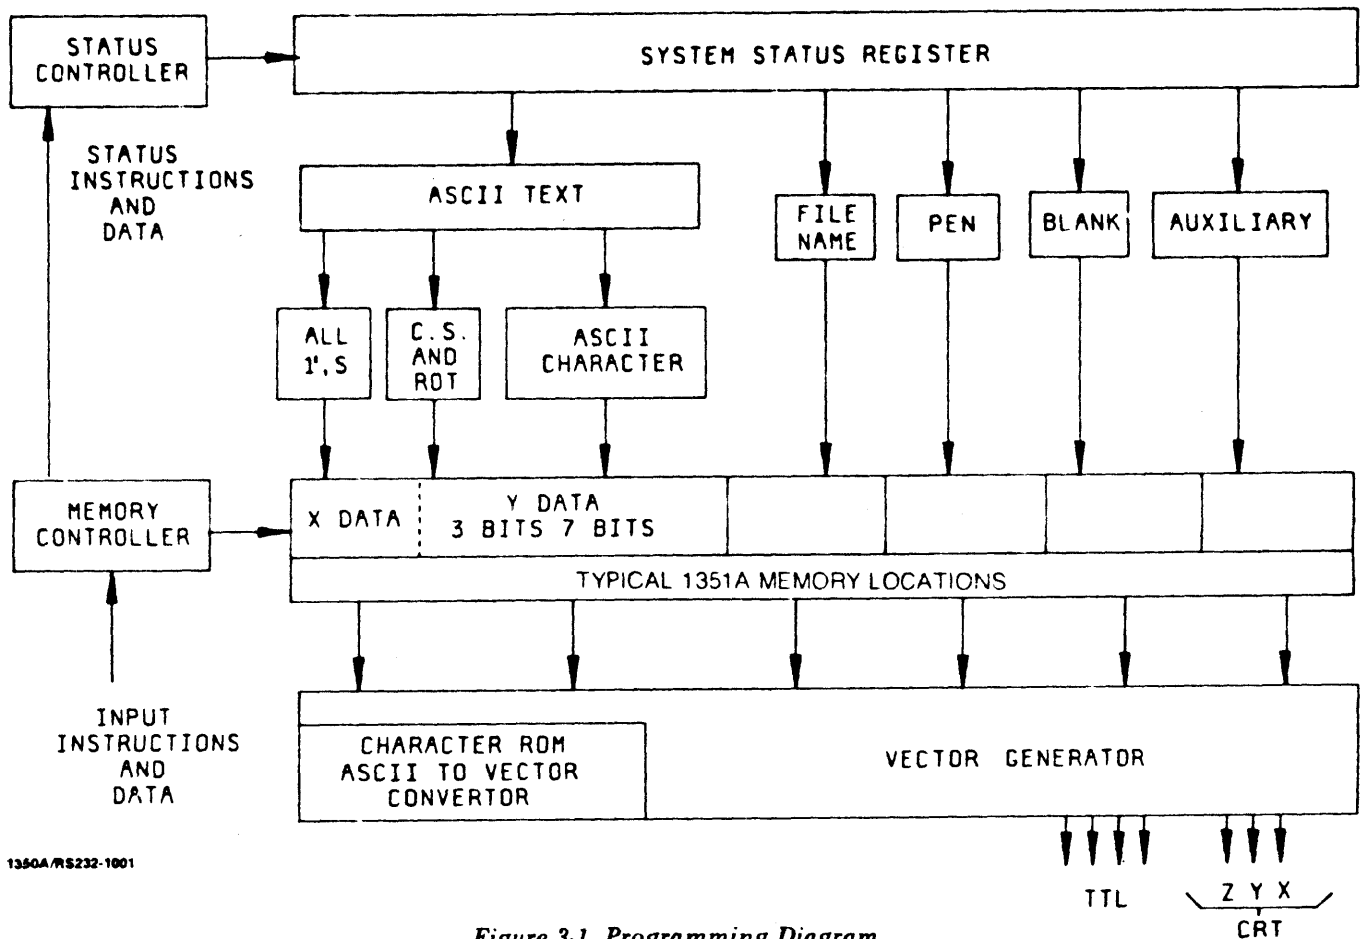 STATUS
CONTROLLER
SYSTEM STATUS REGISTER
STATUS
INSTRUCTIONS
AND
DATA
ASCII TEXT
FILE
NAME
PEN
BLANK
AUXILIARY
ALL
1',S
C.S.
AND
ROT
ASCII
CHARACTER
MEMORY
CONTROLLER
X DATA
Y DATA
3 BITS 7 BITS
TYPICAL 1351A MEMORY LOCATIONS
INPUT
INSTRUCTIONS
AND
DATA
CHARACTER ROM
ASCII TO VECTOR
CONVERTOR
VECTOR GENERATOR
1350A/RS232-1001
TTL
Z Y X
CRT
Figure 3-1. Programming Diagram